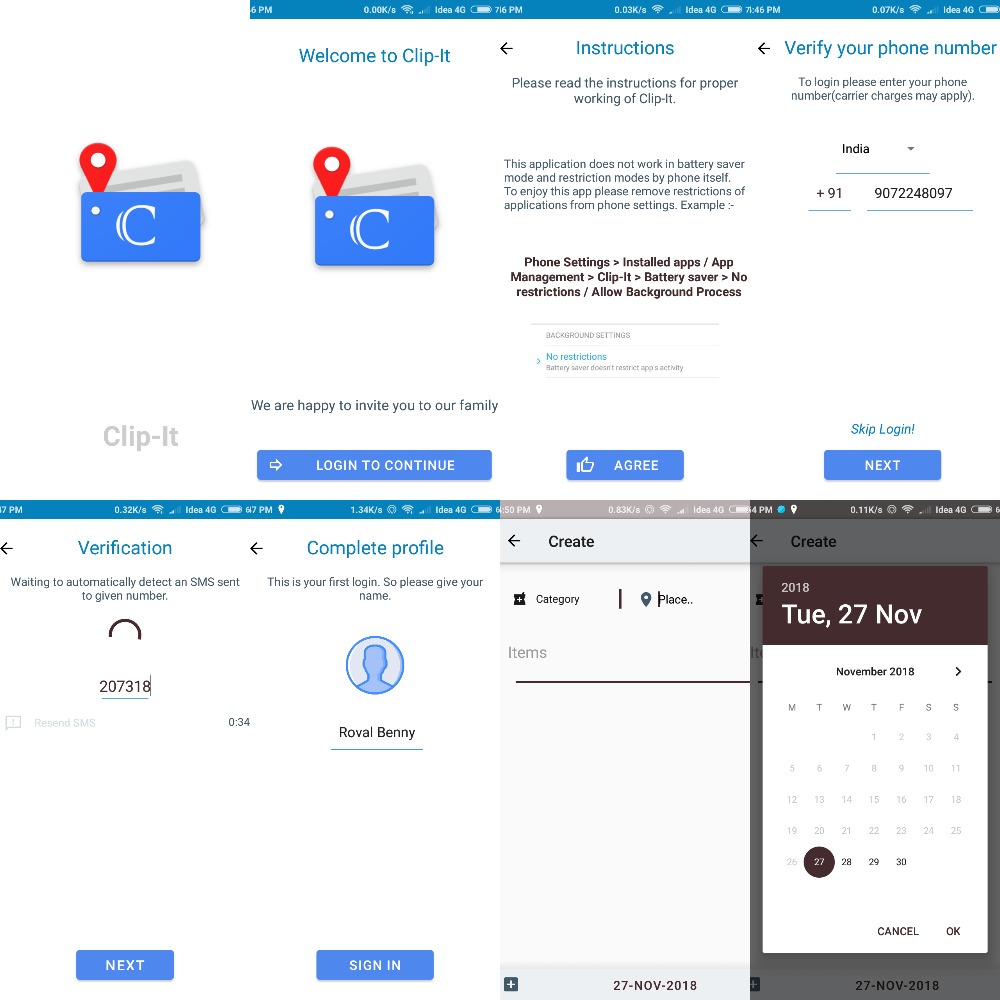 C
Clip-It
6 PM 0.00K/s Idea 4G
Welcome to Clip-It
C
We are happy to invite you to our family
LOGIN TO CONTINUE
7:46 PM 0.03K/s Idea 4G
Instructions
Please read the instructions for proper
working of Clip-It.
This application does not work in battery saver
mode and restriction modes by phone itself.
To enjoy this app please remove restrictions of
applications from phone settings. Example :-
Phone Settings > Installed apps / App
Management > Clip-It > Battery saver > No
restrictions / Allow Background Process
BACKGROUND SETTINGS
No restrictions
Battery saver doesn't restrict app's activity
AGREE
:46 PM 0.07K/s Idea 4G
Verify your phone number
To login please enter your phone
number(carrier charges may apply).
India
+ 91 9072248097
Skip Login!
NEXT
7 PM 0.32K/s Idea 4G
Verification
Waiting to automatically detect an SMS sent
to given number.
207318
Resend SMS 0:34
NEXT
7 PM 1.34K/s Idea 4G
Complete profile
This is your first login. So please give your
name.
Roval Benny
SIGN IN
:50 PM 0.83K/s Idea 4G
Create
Category Place..
Items
27-NOV-2018
4 PM 0.11K/s Idea 4G
Create
2018
Tue, 27 Nov
November 2018
M T W T F S S
1 2 3 4
5 6 7 8 9 10 11
12 13 14 15 16 17 18
19 20 21 22 23 24 25
26 27 28 29 30
CANCEL OK
27-NOV-2018